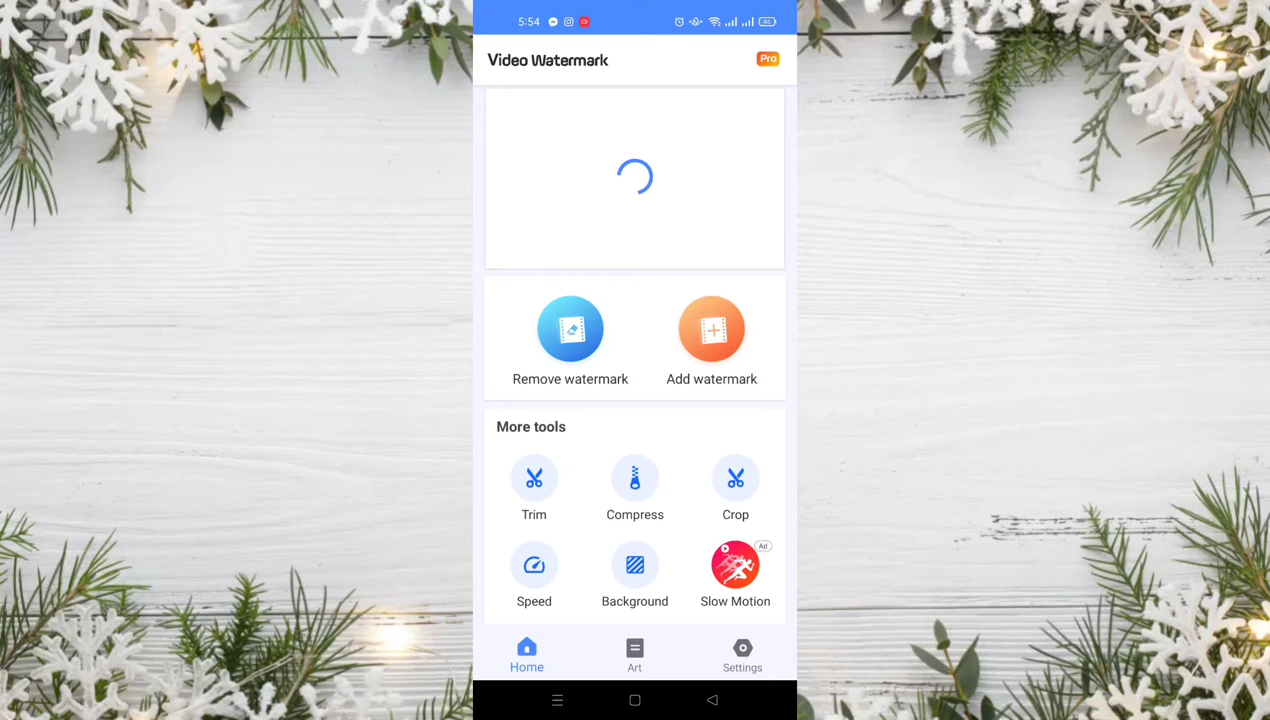 5:54
46
Video Watermark
Pro
Remove watermark
Add watermark
More tools
Trim
Compress
Crop
Ad
Speed
Background
Slow Motion
Home
Art
Settings